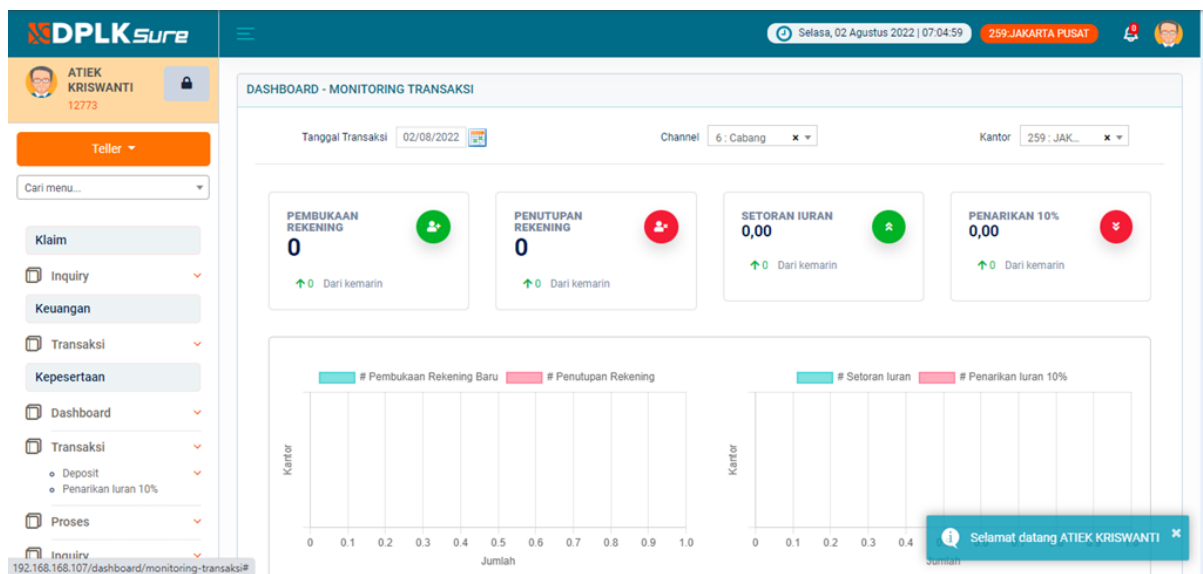 DPLKsure
Selasa, 02 Agustus 2022 | 07:04:59
259:JAKARTA PUSAT
0
ATIEK
KRISWANTI
12773
Teller
Cari menu...
Klaim
Inquiry
Keuangan
Transaksi
Kepesertaan
Dashboard
Transaksi
Deposit
Penarikan Iuran 10%
Proses
Inquiry
192.168.168.107/dashboard/monitoring-transaksi#
DASHBOARD - MONITORING TRANSAKSI
Tanggal Transaksi 02/08/2022
Channel 6 : Cabang x
Kantor 259 : JAK... x
PEMBUKAAN
REKENING
0
0 Dari kemarin
PENUTUPAN
REKENING
0
0 Dari kemarin
SETORAN IURAN
0,00
0 Dari kemarin
PENARIKAN 10%
0,00
0 Dari kemarin
# Pembukaan Rekening Baru # Penutupan Rekening
Kantor
0 0.1 0.2 0.3 0.4 0.5 0.6 0.7 0.8 0.9 1.0
Jumlah
# Setoran Iuran # Penarikan Iuran 10%
Kantor
0 0.1 0.2 0.3 0.4
Jumlah
Selamat datang ATIEK KRISWANTI ×